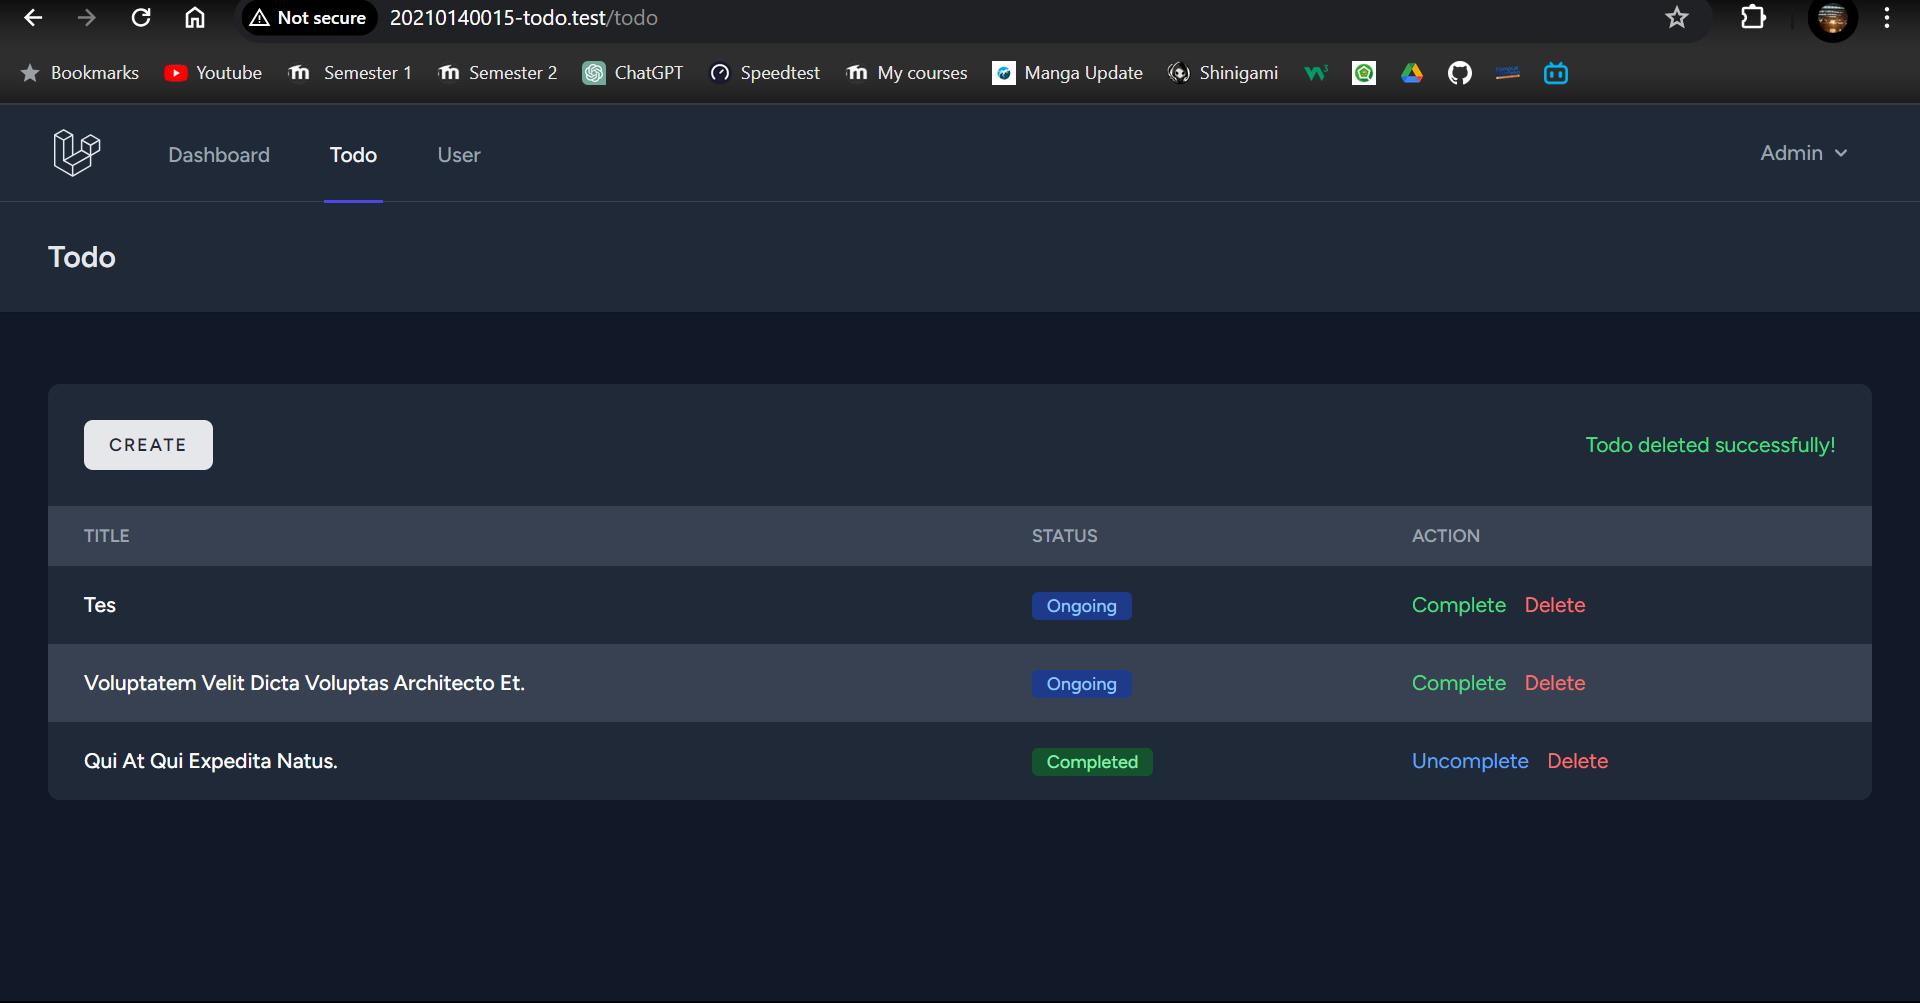 Not secure 20210140015-todo.test/todo
Bookmarks Youtube Semester 1 Semester 2 ChatGPT Speedtest My courses Manga Update Shinigami W3
Dashboard Todo User Admin
Todo
CREATE Todo deleted successfully!
TITLE STATUS ACTION
Tes Ongoing Complete Delete
Voluptatem Velit Dicta Voluptas Architecto Et. Ongoing Complete Delete
Qui At Qui Expedita Natus. Completed Uncomplete Delete